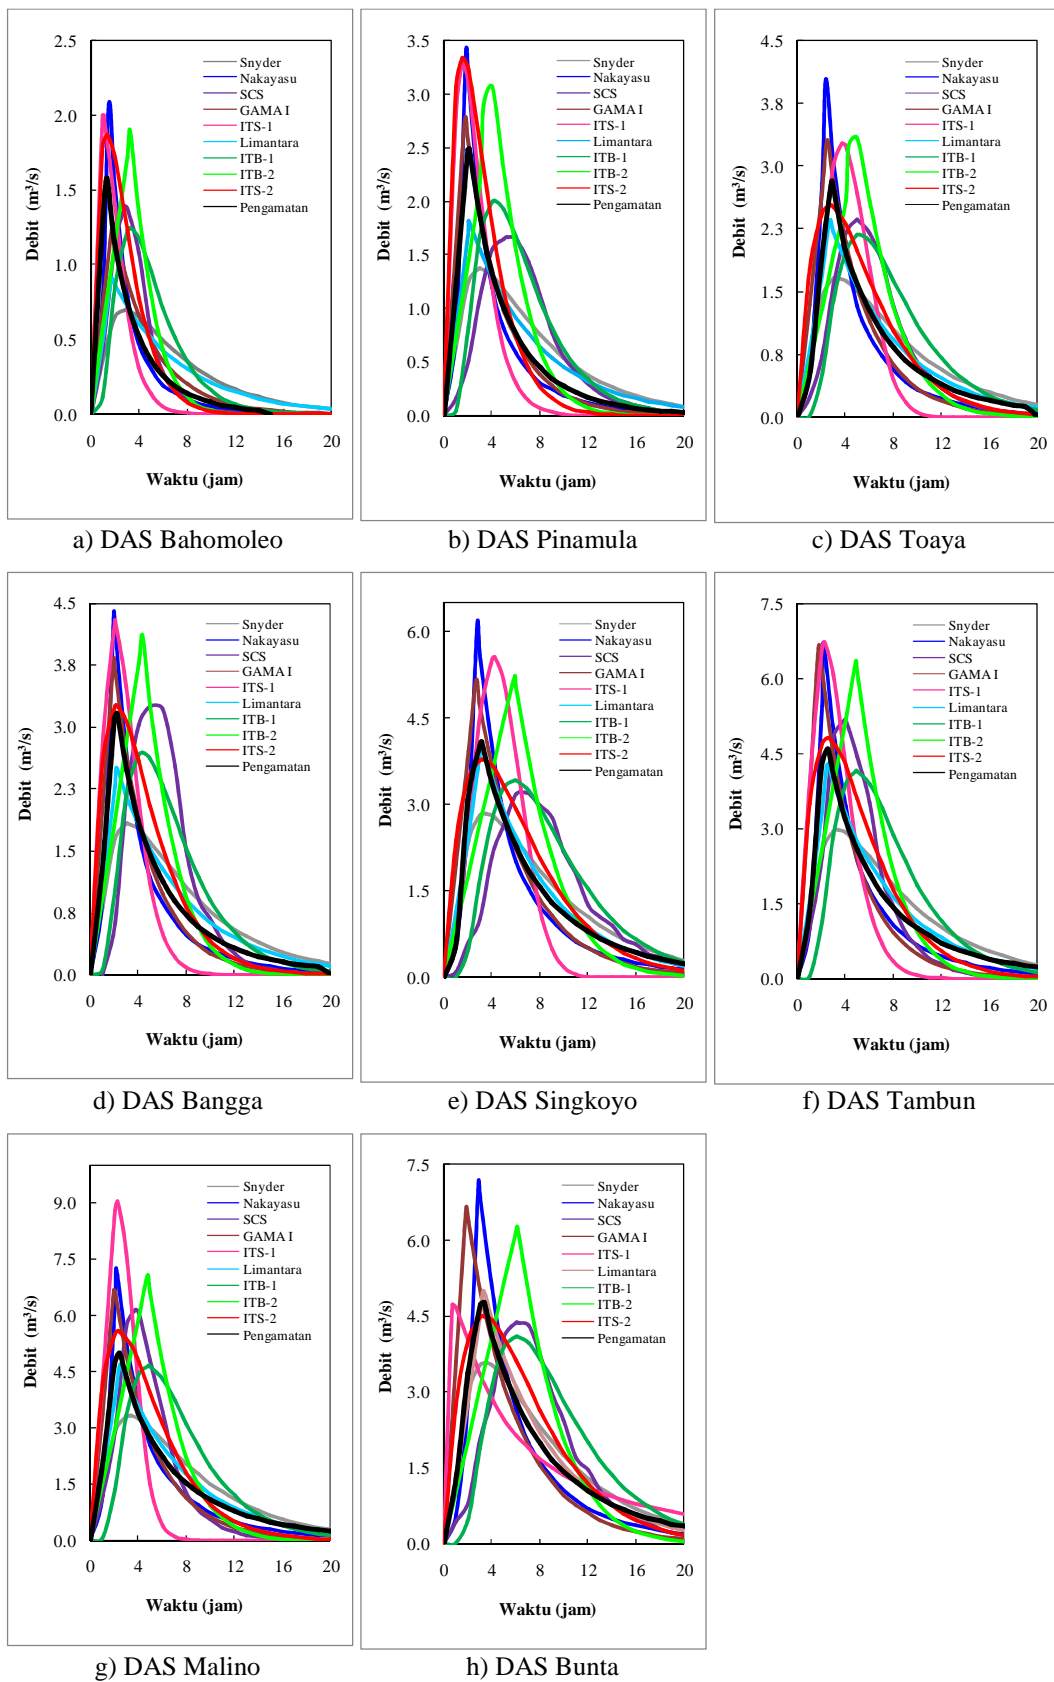 2.5
2.0
1.5
1.0
0.5
0.0
Debit (m³/s)
Snyder
Nakayasu
SCS
GAMA I
ITS-1
Limantara
ITB-1
ITB-2
ITS-2
Pengamatan
0 4 8 12 16 20
Waktu (jam)
a) DAS Bahomoleo
3.5
3.0
2.5
2.0
1.5
1.0
0.5
0.0
Debit (m³/s)
Snyder
Nakayasu
SCS
GAMA I
ITS-1
Limantara
ITB-1
ITB-2
ITS-2
Pengamatan
0 4 8 12 16 20
Waktu (jam)
b) DAS Pinamula
4.5
3.8
3.0
2.3
1.5
0.8
0.0
Debit (m³/s)
Snyder
Nakayasu
SCS
GAMA I
ITS-1
Limantara
ITB-1
ITB-2
ITS-2
Pengamatan
0 4 8 12 16 20
Waktu (jam)
c) DAS Toaya
4.5
3.8
3.0
2.3
1.5
0.8
0.0
Debit (m³/s)
Snyder
Nakayasu
SCS
GAMA I
ITS-1
Limantara
ITB-1
ITB-2
ITS-2
Pengamatan
0 4 8 12 16 20
Waktu (jam)
d) DAS Bangga
6.0
4.5
3.0
1.5
0.0
Debit (m³/s)
Snyder
Nakayasu
SCS
GAMA I
ITS-1
Limantara
ITB-1
ITB-2
ITS-2
Pengamatan
0 4 8 12 16 20
Waktu (jam)
e) DAS Singkoyo
7.5
6.0
4.5
3.0
1.5
0.0
Debit (m³/s)
Snyder
Nakayasu
SCS
GAMA I
ITS-1
Limantara
ITB-1
ITB-2
ITS-2
Pengamatan
0 4 8 12 16 20
Waktu (jam)
f) DAS Tambun
9.0
7.5
6.0
4.5
3.0
1.5
0.0
Debit (m³/s)
Snyder
Nakayasu
SCS
GAMA I
ITS-1
Limantara
ITB-1
ITB-2
ITS-2
Pengamatan
0 4 8 12 16 20
Waktu (jam)
g) DAS Malino
7.5
6.0
4.5
3.0
1.5
0.0
Debit (m³/s)
Snyder
Nakayasu
SCS
GAMA I
ITS-1
Limantara
ITB-1
ITB-2
ITS-2
Pengamatan
0 4 8 12 16 20
Waktu (jam)
h) DAS Bunta